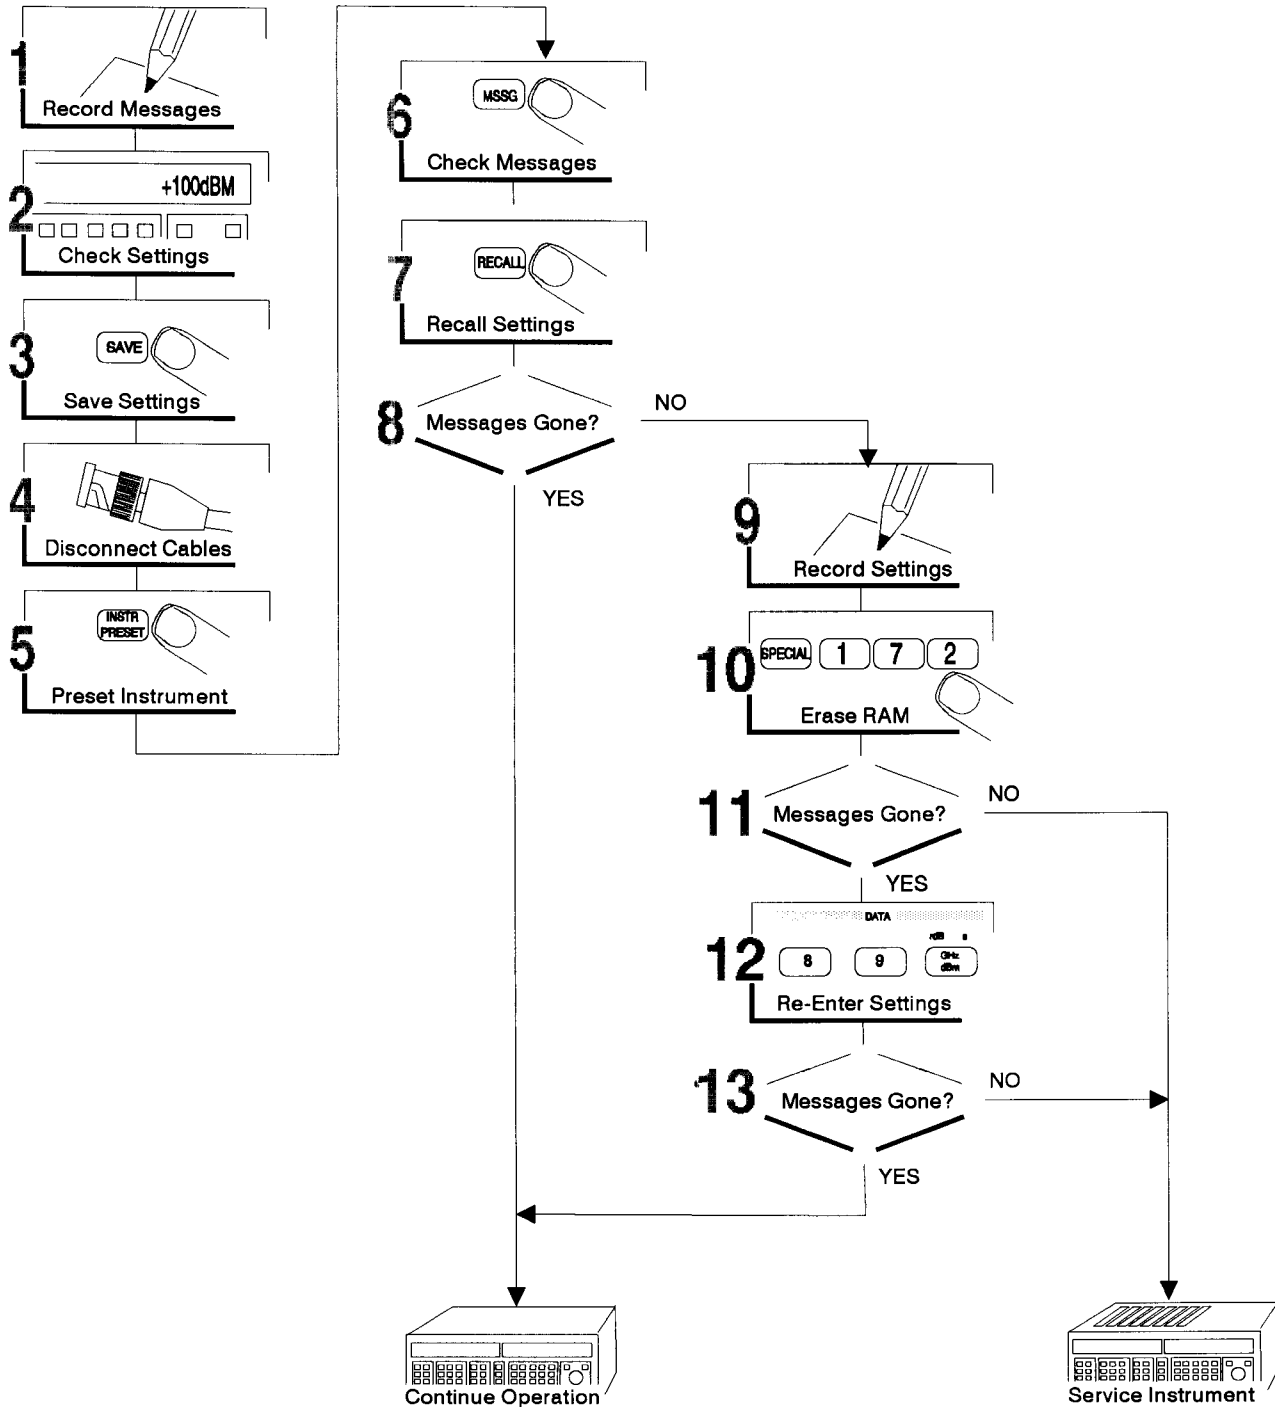 1
Record Messages
2
+100dBM
Check Settings
3
SAVE
Save Settings
4
Disconnect Cables
5
INSTR
PRESET
Preset Instrument
6
MSSG
Check Messages
7
RECALL
Recall Settings
8
Messages Gone?
NO
YES
9
Record Settings
10
SPECIAL 1 7 2
Erase RAM
11
Messages Gone?
NO
YES
12
DATA
8 9 GHz
dBm
Re-Enter Settings
13
Messages Gone?
NO
YES
Continue Operation
Service Instrument